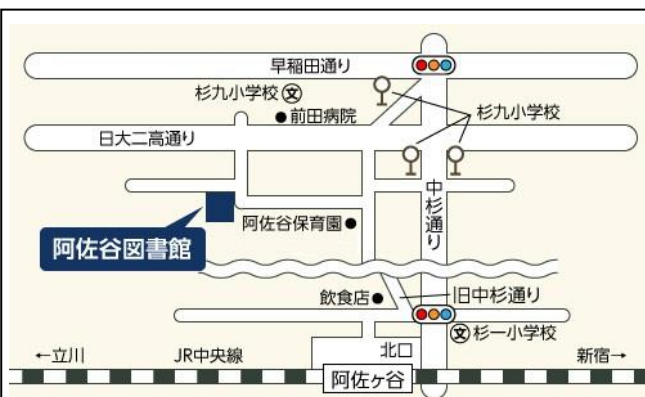 早稲田通り
杉九小学校 文
前田病院
杉九小学校
日大二高通り
中杉通り
阿佐谷保育園
阿佐谷図書館
飲食店
旧中杉通り
文 杉一小学校
←立川
JR中央線
北口
新宿→
阿佐ケ谷